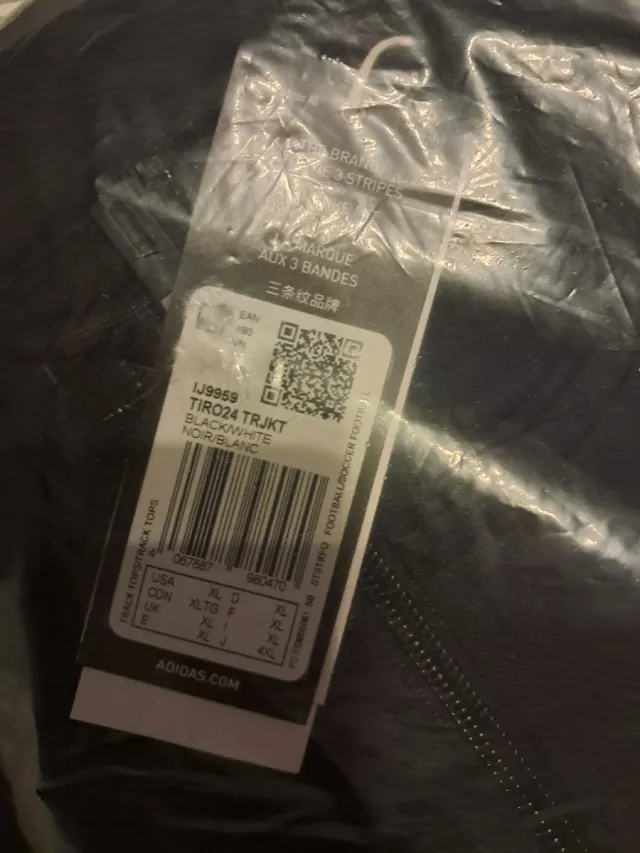 BRAND
THE 3 STRIPES
MARQUE
AUX 3 BANDES
三条纹品牌
EAN
IJ9959
TIRO24 TRJKT
BLACK/WHITE
NOIR/BLANC
4 067887 980470
TRACK TOPS/TRACK TOPS
FOOTBALL/SOCCER FOOTBALL
USA XL D XL
CDN XLTG F XL
UK XL I XL
E XL J 4XL
ADIDAS.COM